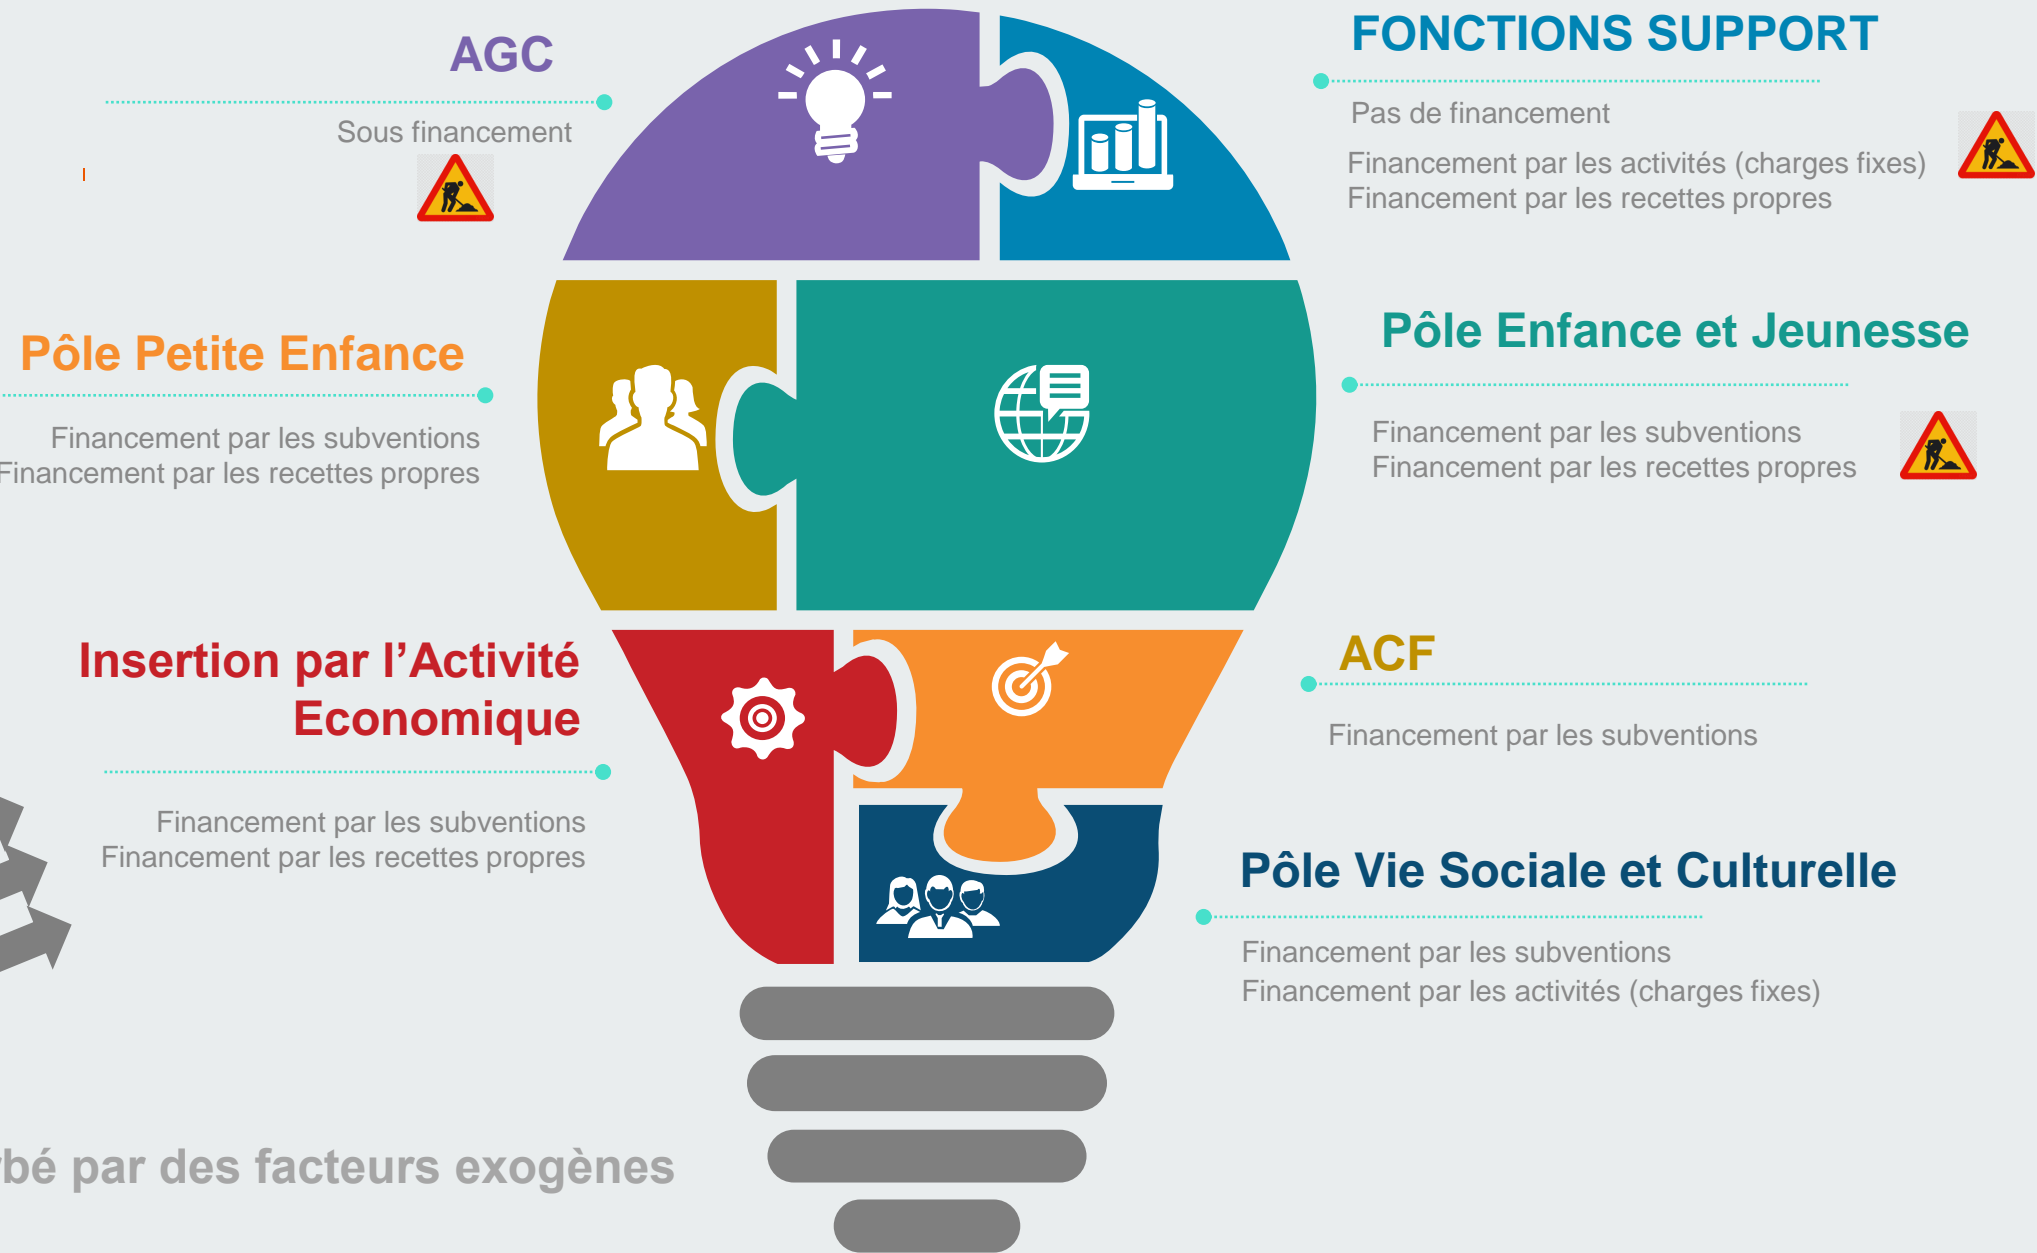 AGC
Sous financement
FONCTIONS SUPPORT
Pas de financement
Financement par les activités (charges fixes)
Financement par les recettes propres
Pôle Petite Enfance
Financement par les subventions
Financement par les recettes propres
Pôle Enfance et Jeunesse
Financement par les subventions
Financement par les recettes propres
Insertion par l’Activité
Economique
Financement par les subventions
Financement par les recettes propres
ACF
Financement par les subventions
Pôle Vie Sociale et Culturelle
Financement par les subventions
Financement par les activités (charges fixes)
par des facteurs exogènes